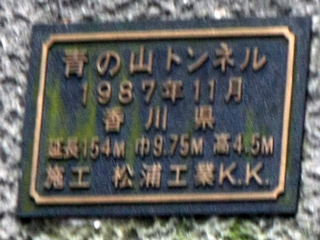 青の山トンネル
1987年11月
香川県
延長154M 巾9.75M 高4.5M
施工 松浦工業K.K.